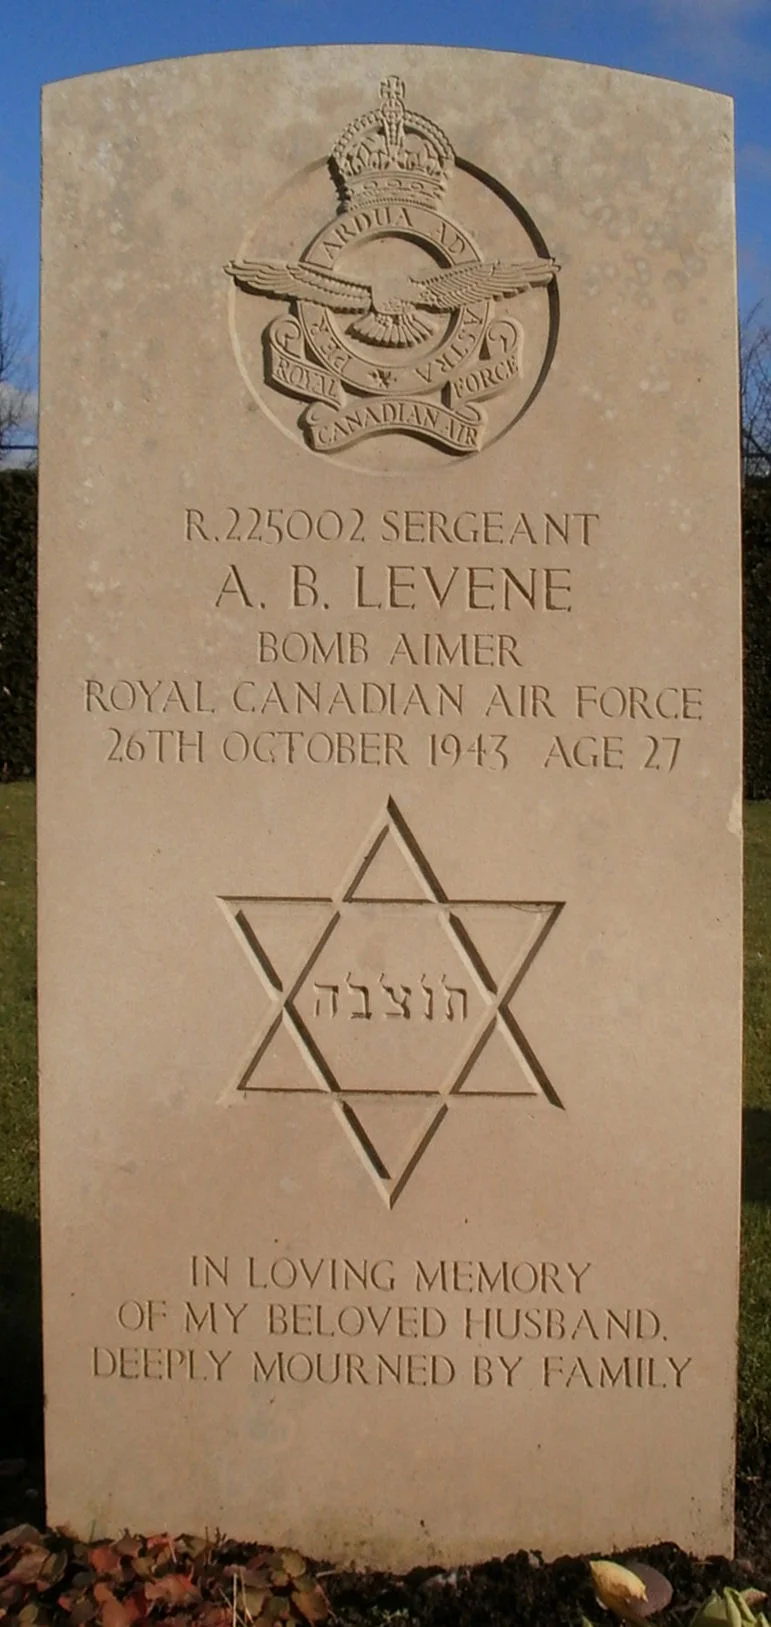 PER ARDUA AD ASTRA
ROYAL CANADIAN AIR FORCE
R.225002 SERGEANT
A. B. LEVENE
BOMB AIMER
ROYAL CANADIAN AIR FORCE
26TH OCTOBER 1943 AGE 27
ת׳ו׳צ׳ב׳ה
IN LOVING MEMORY
OF MY BELOVED HUSBAND.
DEEPLY MOURNED BY FAMILY